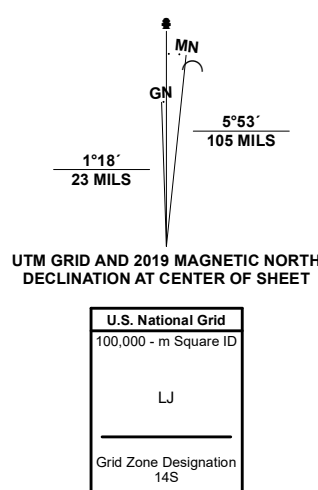 MN
GN
5°53´
105 MILS
1°18´
23 MILS
UTM GRID AND 2019 MAGNETIC NORTH
DECLINATION AT CENTER OF SHEET
U.S. National Grid
100,000 - m Square ID
LJ
Grid Zone Designation
14S